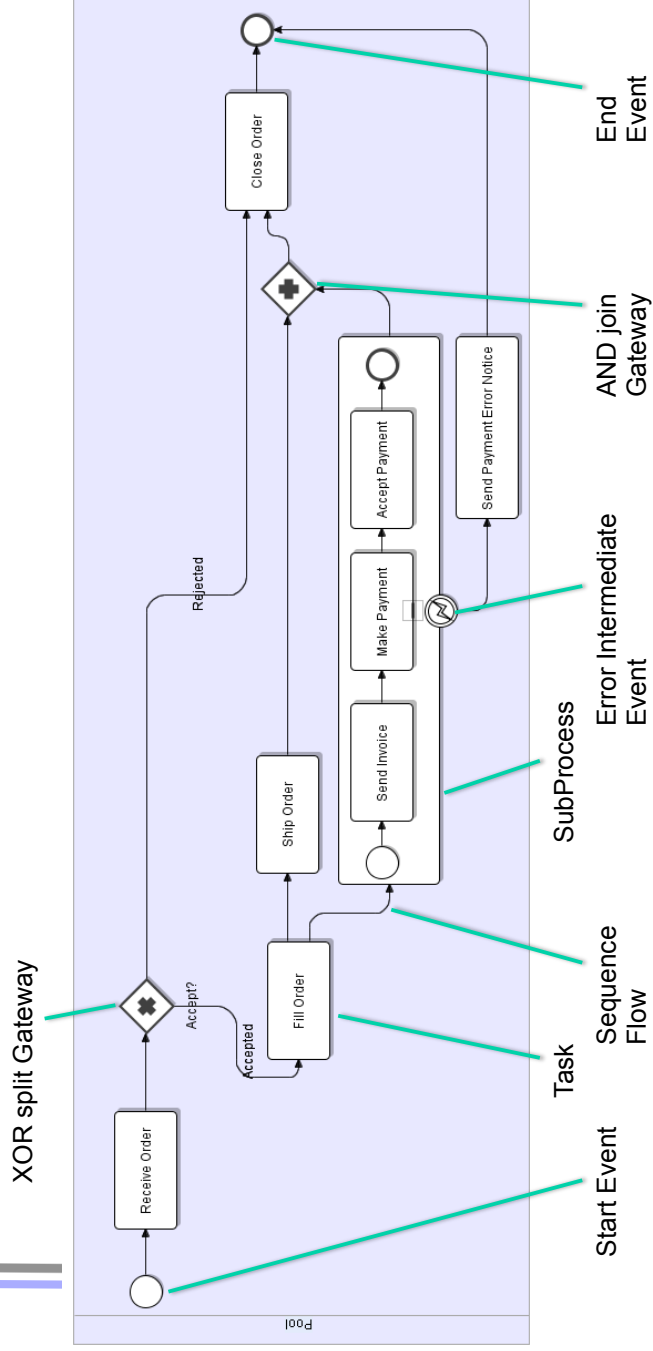 XOR split Gateway
Pool
Receive Order
Accept?
Rejected
Accepted
Fill Order
Ship Order
Close Order
Send Invoice
Make Payment
Accept Payment
Send Payment Error Notice
Start Event
Task
Sequence
Flow
SubProcess
Error Intermediate
Event
AND join
Gateway
End
Event